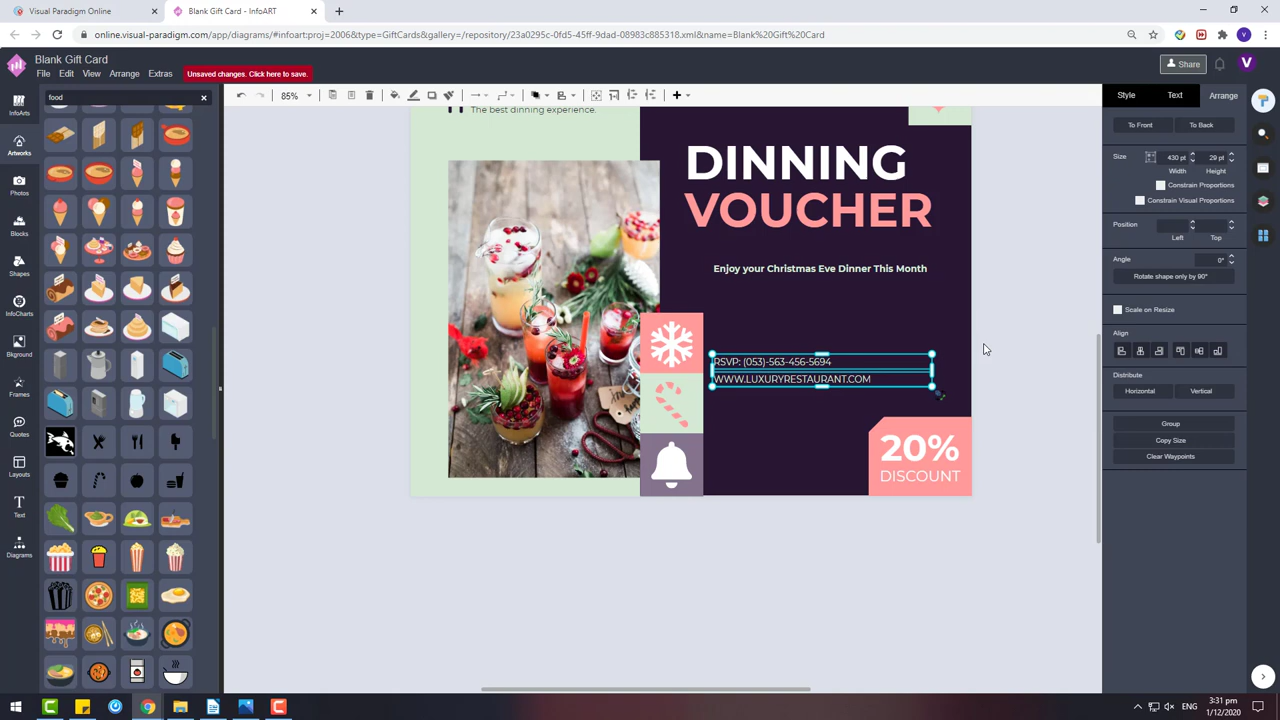 Visual Paradigm Online
Blank Gift Card - InfoART
online.visual-paradigm.com/app/diagrams/#infoart:proj=2006&type=GiftCards&gallery=/repository/23a0295c-0fd5-45ff-9dad-08983c885318.xml&name=Blank%20Gift%20Card
Blank Gift Card
File Edit View Arrange Extras
Unsaved changes. Click here to save.
Share
V
food
85%
Style Text Arrange
InfoArts
Artworks
Photos
Blocks
Shapes
InfoCharts
Bkground
Frames
Quotes
Layouts
Text
Diagrams
The best dinning experience.
DINNING
VOUCHER
Enjoy your Christmas Eve Dinner This Month
RSVP: (053)-563-456-5694
WWW.LUXURYRESTAURANT.COM
20%
DISCOUNT
To Front To Back
Size 430 pt 29 pt
Width Height
Constrain Proportions
Constrain Visual Proportions
Position
Left Top
Angle 0°
Rotate shape only by 90°
Scale on Resize
Align
Distribute
Horizontal Vertical
Group
Copy Size
Clear Waypoints
ENG
3:31 pm
1/12/2020